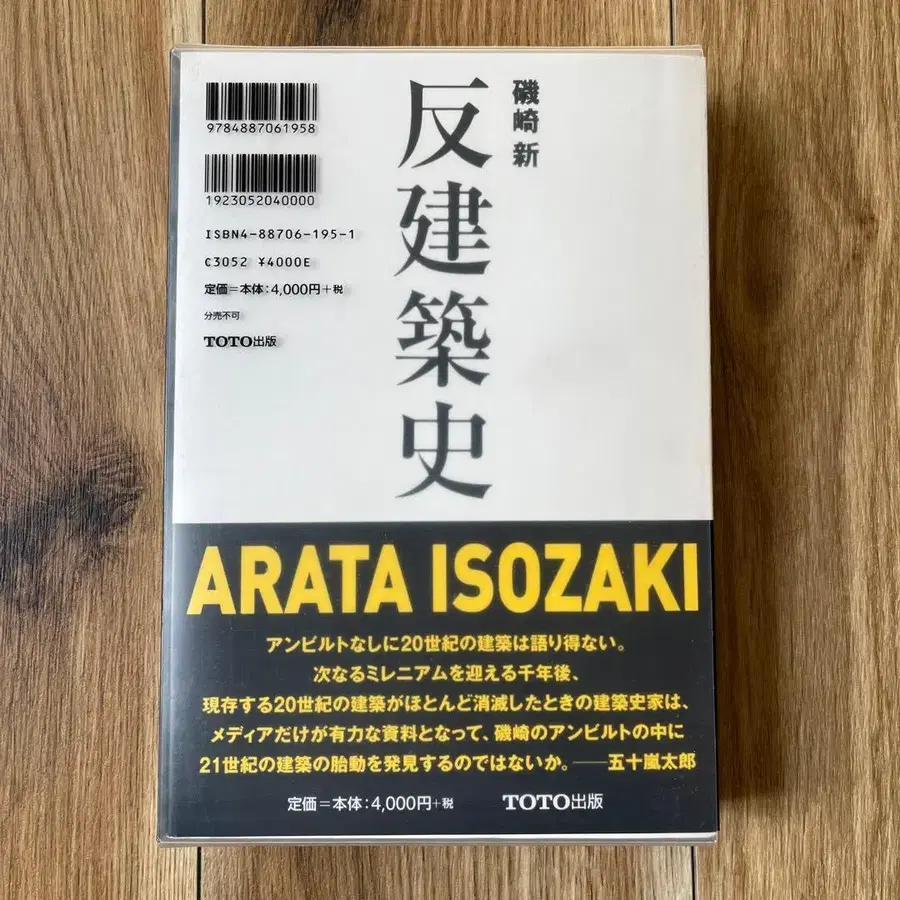 9784887061958
1923052040000
ISBN4-88706-195-1
C3052 ¥4000E
定価=本体:4,000円+税
分売不可
TOTO出版
磯崎 新
反建築史
ARATA ISOZAKI
アンビルトなしに20世紀の建築は語り得ない。
次なるミレニアムを迎える千年後、
現存する20世紀の建築がほとんど消滅したときの建築史家は、
メディアだけが有力な資料となって、磯崎のアンビルトの中に
21世紀の建築の胎動を発見するのではないか。――五十嵐太郎
定価=本体:4,000円+税 TOTO出版